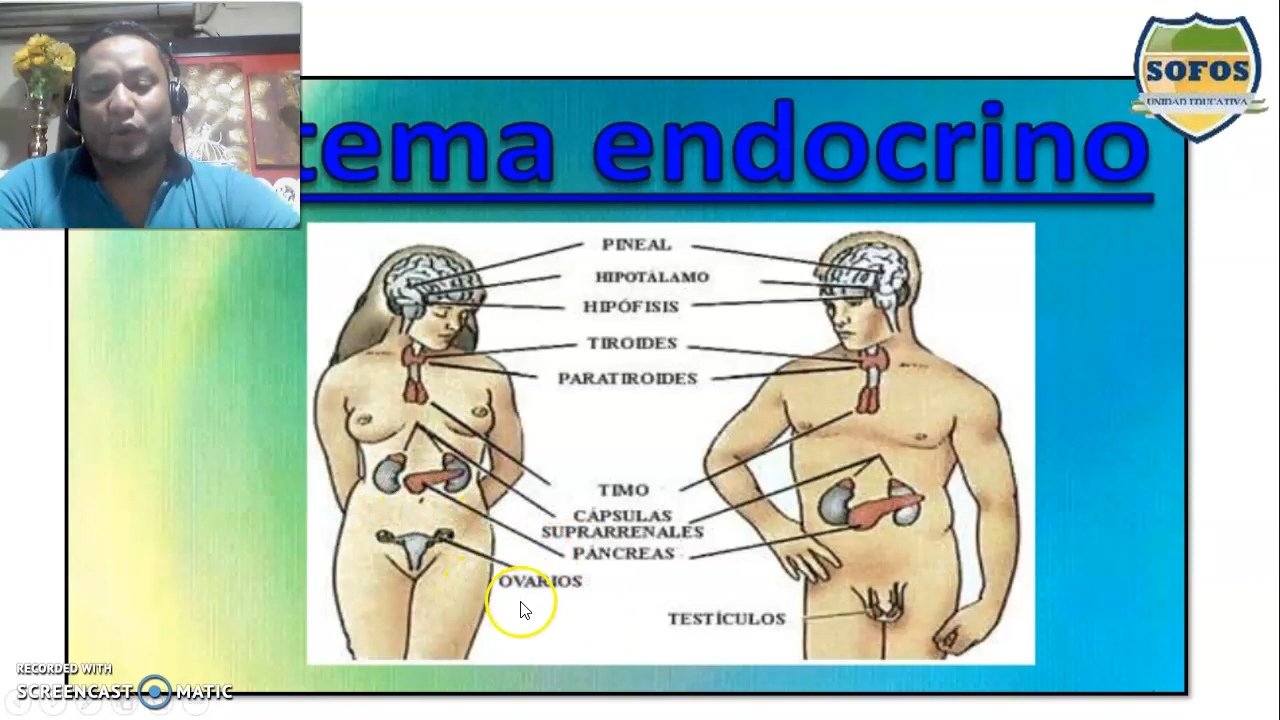 SOFOS
UNIDAD EDUCATIVA
tema endocrino
PINEAL
HIPOTÁLAMO
HIPÓFISIS
TIROIDES
PARATIROIDES
TIMO
CÁPSULAS
SUPRARRENALES
PÁNCREAS
OVARIOS
TESTÍCULOS
RECORDED WITH
SCREENCAST MATIC